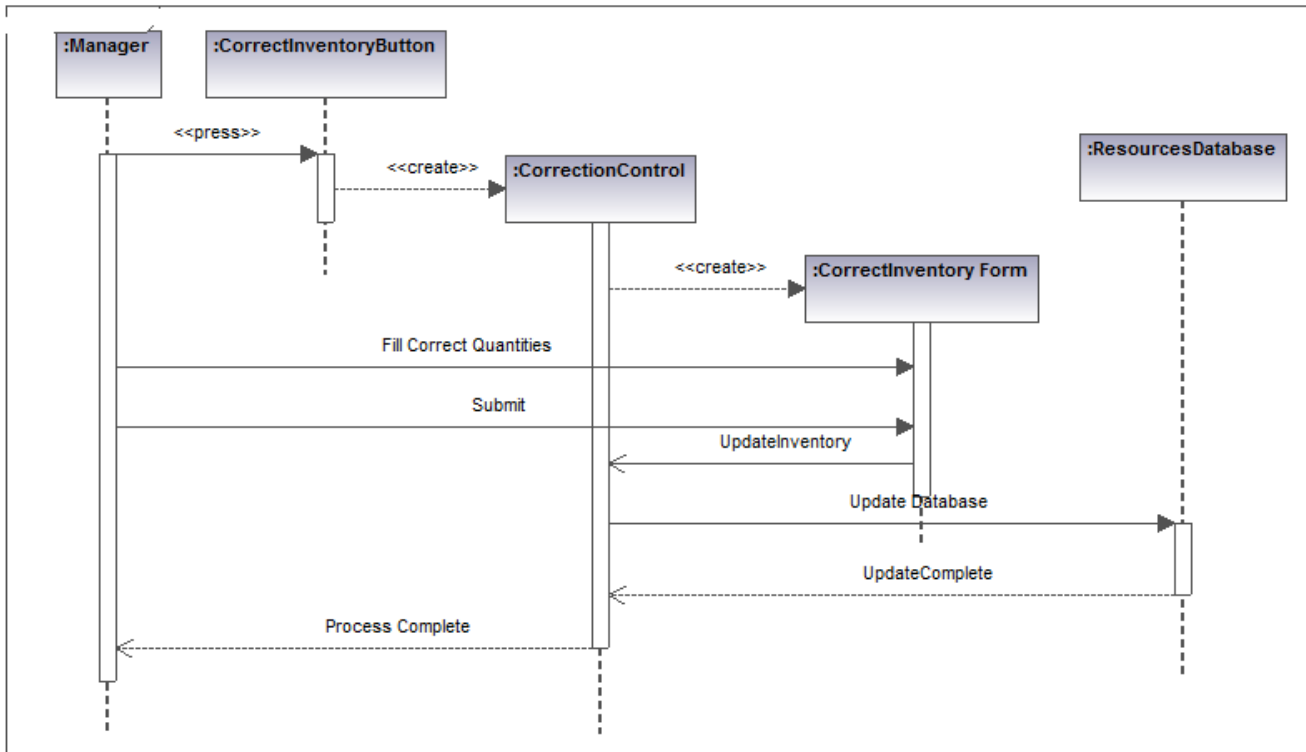 :Manager
:CorrectInventoryButton
<<press>>
:ResourcesDatabase
<<create>>
:CorrectionControl
<<create>>
:CorrectInventory Form
Fill Correct Quantities
Submit
UpdateInventory
Update Database
UpdateComplete
Process Complete